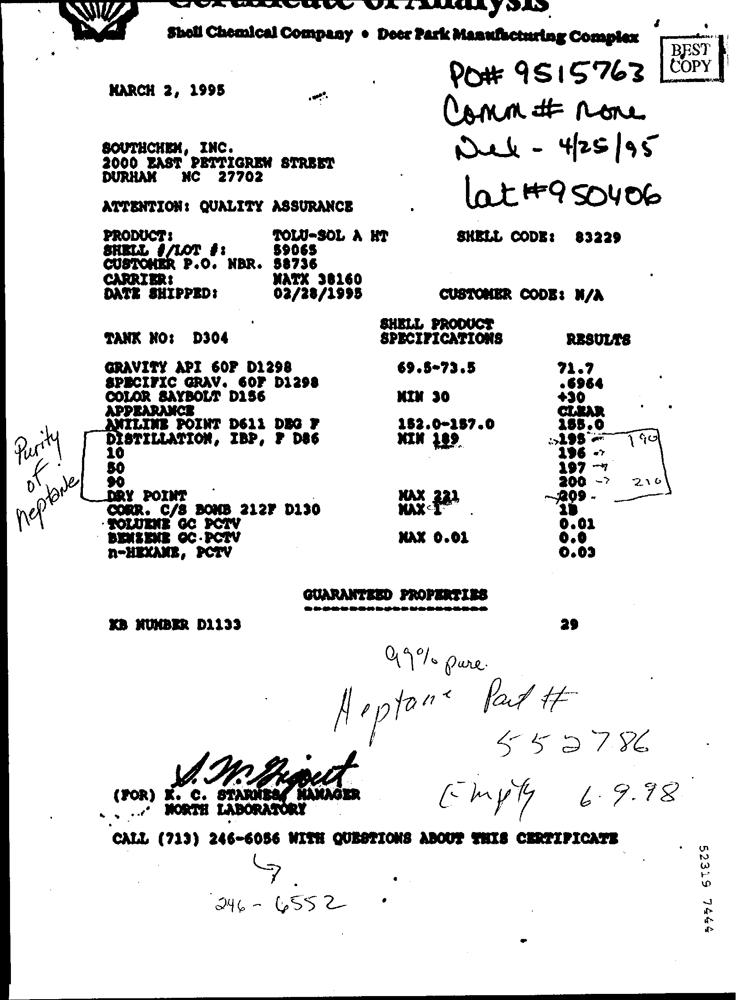 Certificate of Analysis
Shell Chemical Company • Deer Park Manufacturing Complex
BEST
COPY
PO# 9515763
MARCH 2, 1995
Comm # none
Del - 4/25/95
SOUTHCHEM, INC.
2000 EAST PETTIGREW STREET
DURHAM NC 27702
Lot #950406
ATTENTION: QUALITY ASSURANCE
PRODUCT: TOLU-SOL A HT SHELL CODE: 83229
SHELL #/LOT #: 59065
CUSTOMER P.O. NBR. 58736
CARRIER: NATX 38160
DATE SHIPPED: 02/28/1995 CUSTOMER CODE: N/A
SHELL PRODUCT
TANK NO: D304 SPECIFICATIONS RESULTS
GRAVITY API 60F D1298 69.5-73.5 71.7
SPECIFIC GRAV. 60F D1298 .6964
COLOR SAYBOLT D156 MIN 30 +30
APPEARANCE CLEAR
ANILINE POINT D611 DEG F 152.0-157.0 155.0
DISTILLATION, IBP, F D86 MIN 189 195 190
10 196
50 197
90 200 210
DRY POINT MAX 221 209
CORR. C/S BOMB 212F D130 MAX 1 1B
TOLUENE GC PCTV 0.01
BENZENE GC PCTV MAX 0.01 0.0
n-HEXANE, PCTV 0.03
Purity
of
heptane
GUARANTEED PROPERTIES
KB NUMBER D1133 29
99% pure.
Heptane Part #
552786
(FOR) K. C. STARNES, MANAGER
NORTH LABORATORY
Empty 6.9.98
CALL (713) 246-6056 WITH QUESTIONS ABOUT THIS CERTIFICATE
246-6552
52319 7444